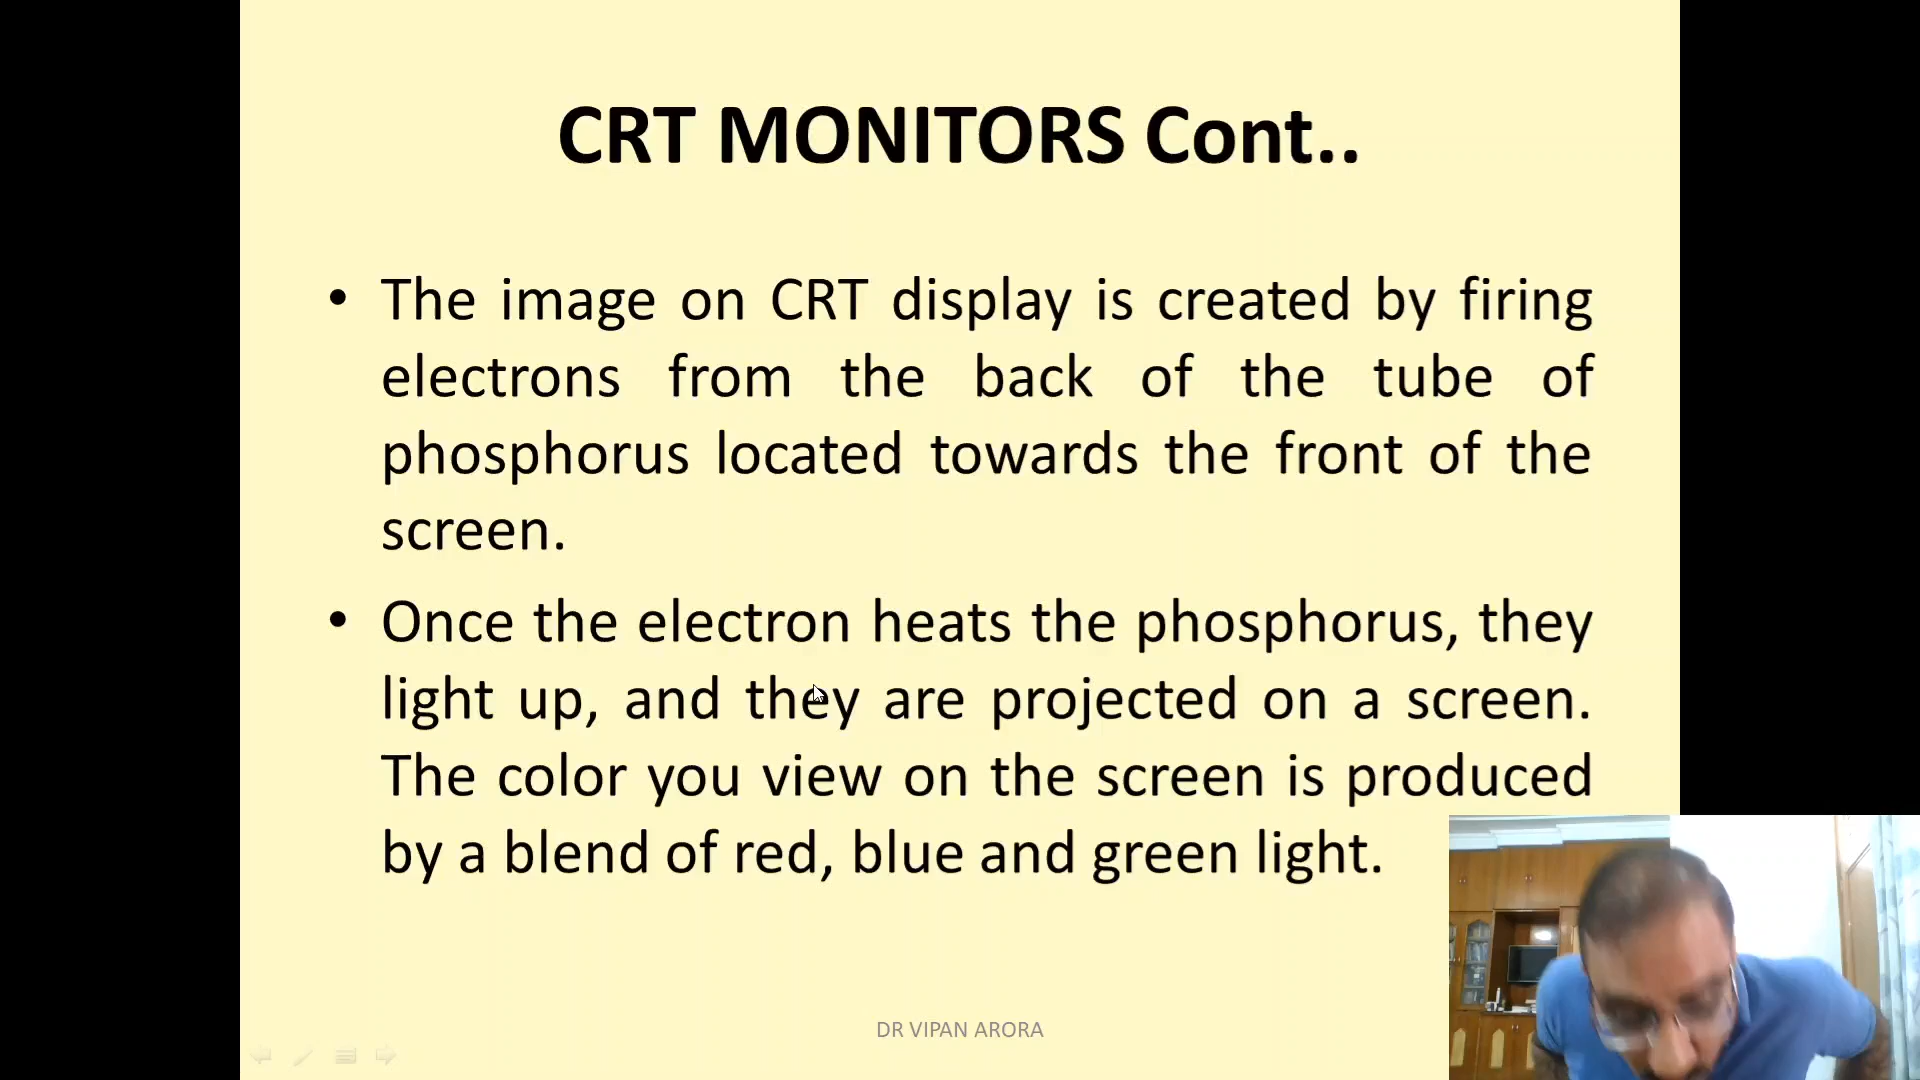 CRT MONITORS Cont..
• The image on CRT display is created by firing
electrons from the back of the tube of
phosphorus located towards the front of the
screen.
• Once the electron heats the phosphorus, they
light up, and they are projected on a screen.
The color you view on the screen is produced
by a blend of red, blue and green light.
DR VIPAN ARORA